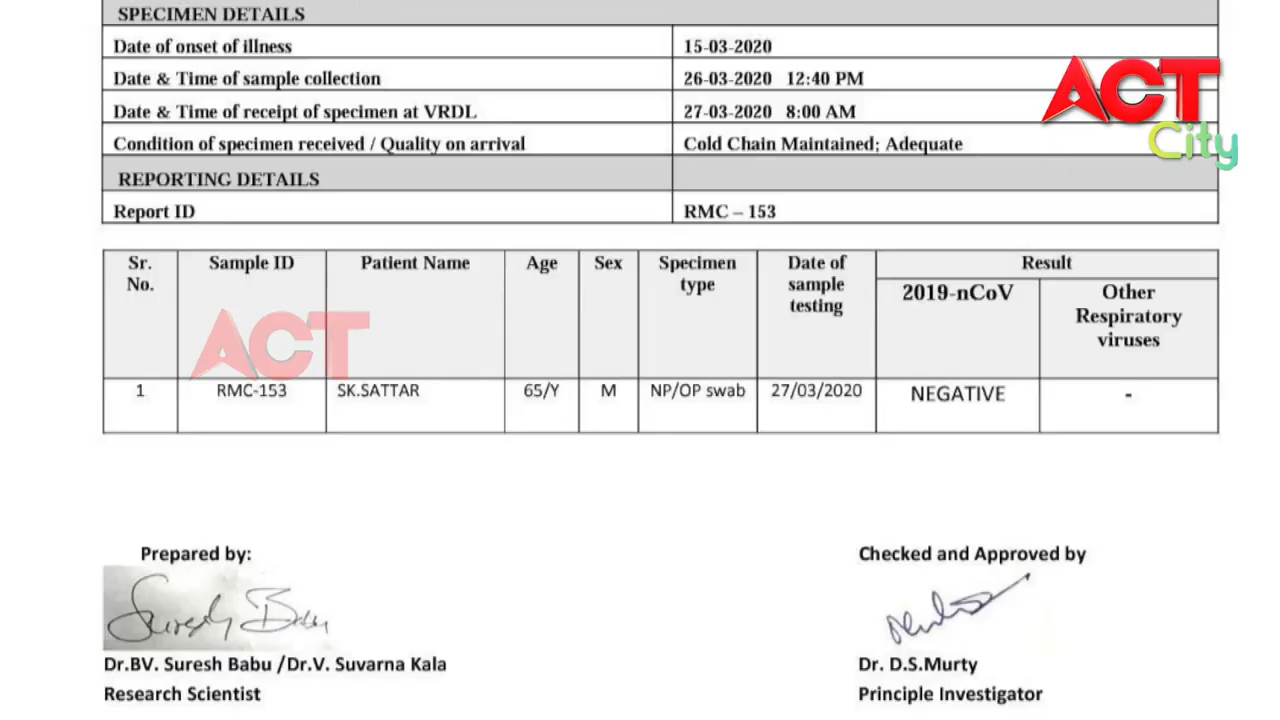 SPECIMEN DETAILS
Date of onset of illness 15-03-2020
Date & Time of sample collection 26-03-2020 12:40 PM
Date & Time of receipt of specimen at VRDL 27-03-2020 8:00 AM
Condition of specimen received / Quality on arrival Cold Chain Maintained; Adequate
REPORTING DETAILS
Report ID RMC – 153
ACT
City
Sr. No. Sample ID Patient Name Age Sex Specimen type Date of sample testing Result
2019-nCoV Other Respiratory viruses
ACT
1 RMC-153 SK.SATTAR 65/Y M NP/OP swab 27/03/2020 NEGATIVE -
Prepared by: Checked and Approved by
Suresh Babu
Dr.BV. Suresh Babu /Dr.V. Suvarna Kala Dr. D.S.Murty
Research Scientist Principle Investigator